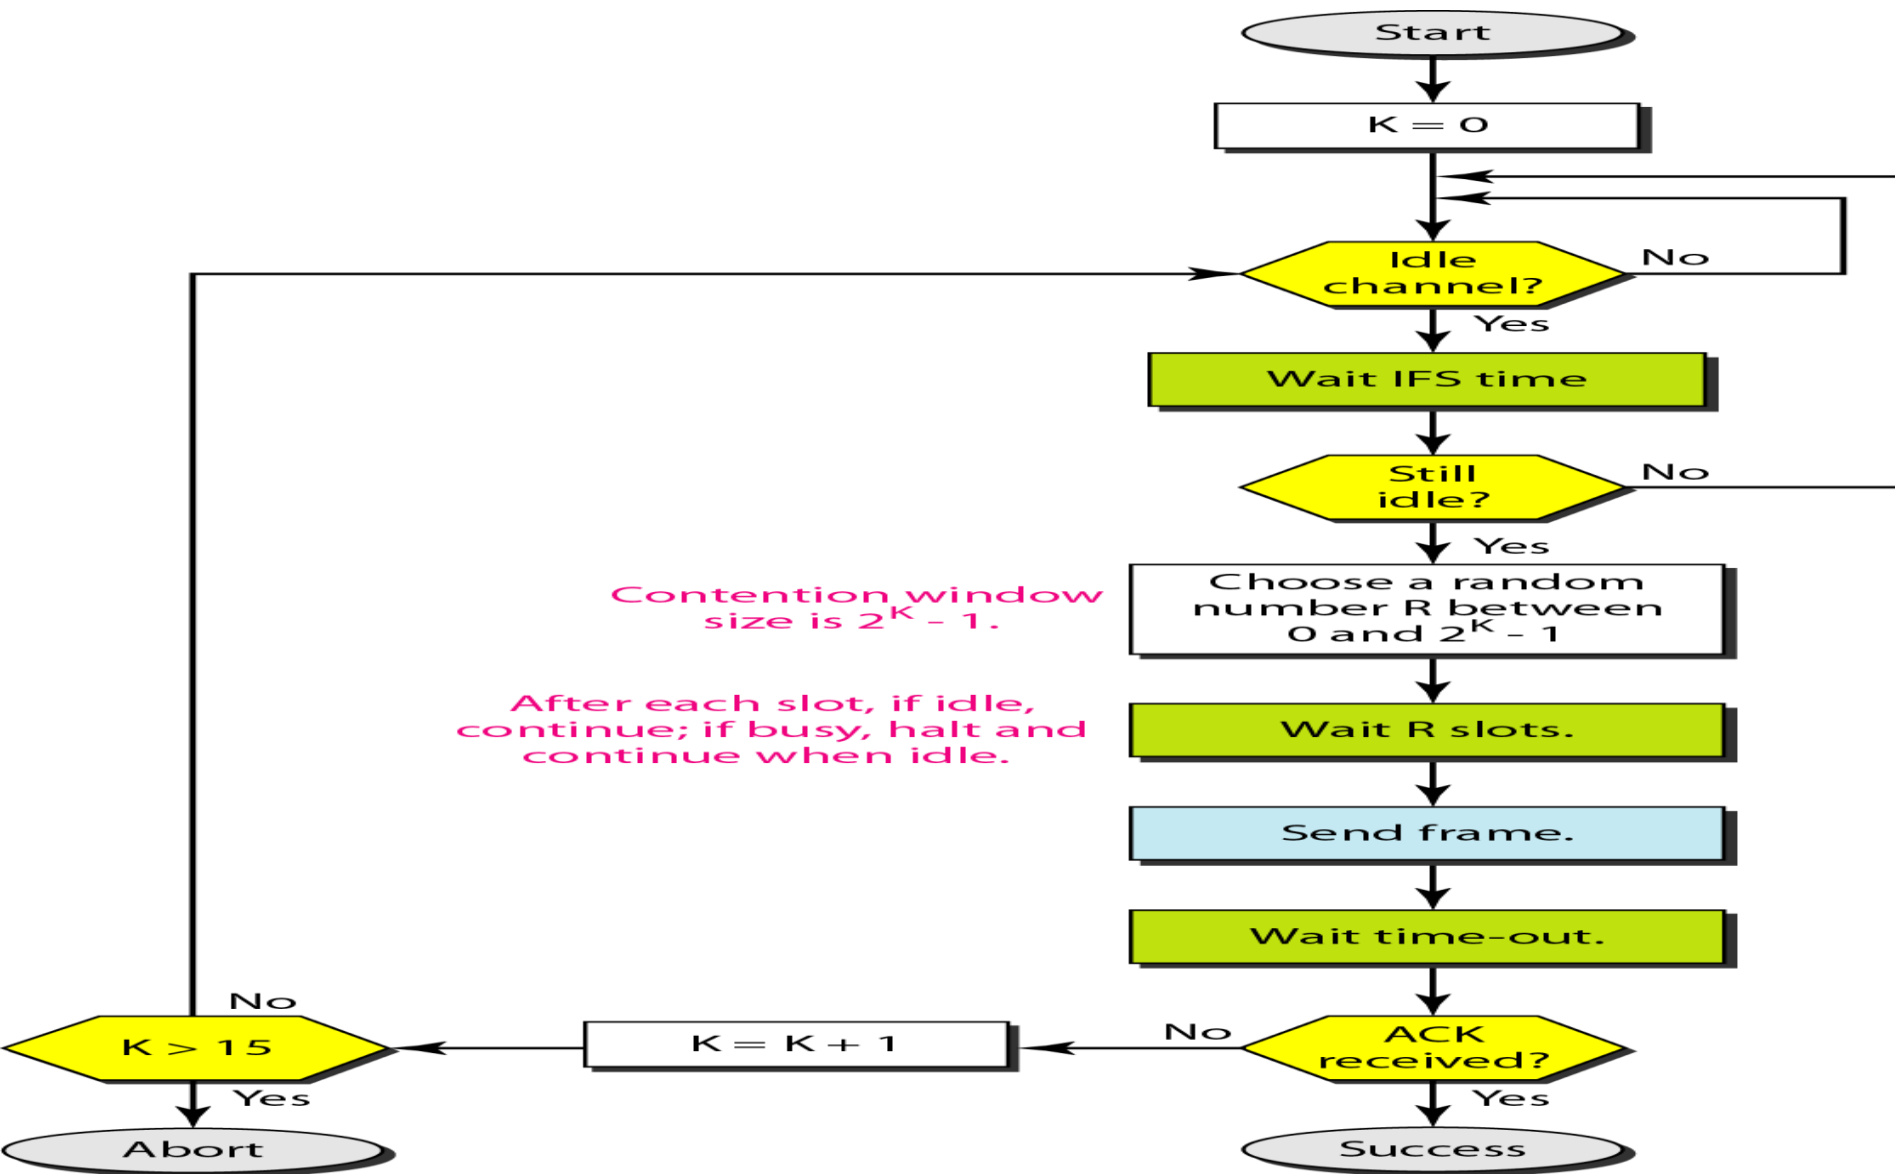 Start
K = 0
Idle
channel?
No
Yes
Wait IFS time
Still
idle?
No
Yes
Contention window
size is 2^K - 1.
Choose a random
number R between
0 and 2^K - 1
After each slot, if idle,
continue; if busy, halt and
continue when idle.
Wait R slots.
Send frame.
Wait time-out.
ACK
received?
No
Yes
K = K + 1
K > 15
No
Yes
Abort
Success